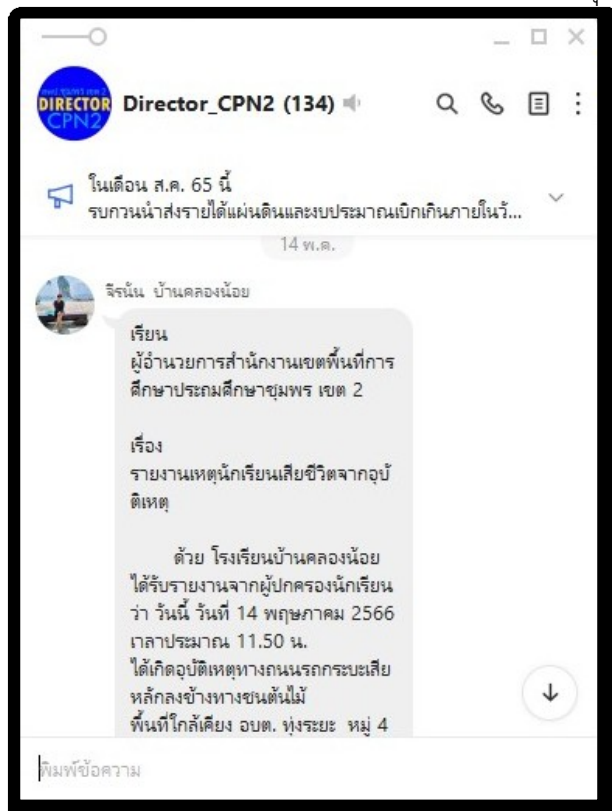 สพป.ชุมพร เขต 2
DIRECTOR
CPN2
Director_CPN2 (134)
ในเดือน ส.ค. 65 นี้
รบกวนนำส่งรายได้แผ่นดินและงบประมาณเบิกเกินภายในวั...
14 พ.ค.
จิรนัน บ้านคลองน้อย
เรียน
ผู้อำนวยการสำนักงานเขตพื้นที่การ
ศึกษาประถมศึกษาชุมพร เขต 2
เรื่อง
รายงานเหตุนักเรียนเสียชีวิตจากอุบั
ติเหตุ
ด้วย โรงเรียนบ้านคลองน้อย
ได้รับรายงานจากผู้ปกครองนักเรียน
ว่า วันนี้ วันที่ 14 พฤษภาคม 2566
เาลาประมาณ 11.50 น.
ได้เกิดอุบัติเหตุทางถนนรถกระบะเสีย
หลักลงข้างทางชนต้นไม้
พื้นที่ใกล้เคียง อบต. ทุ่งระยะ หมู่ 4
พิมพ์ข้อความ